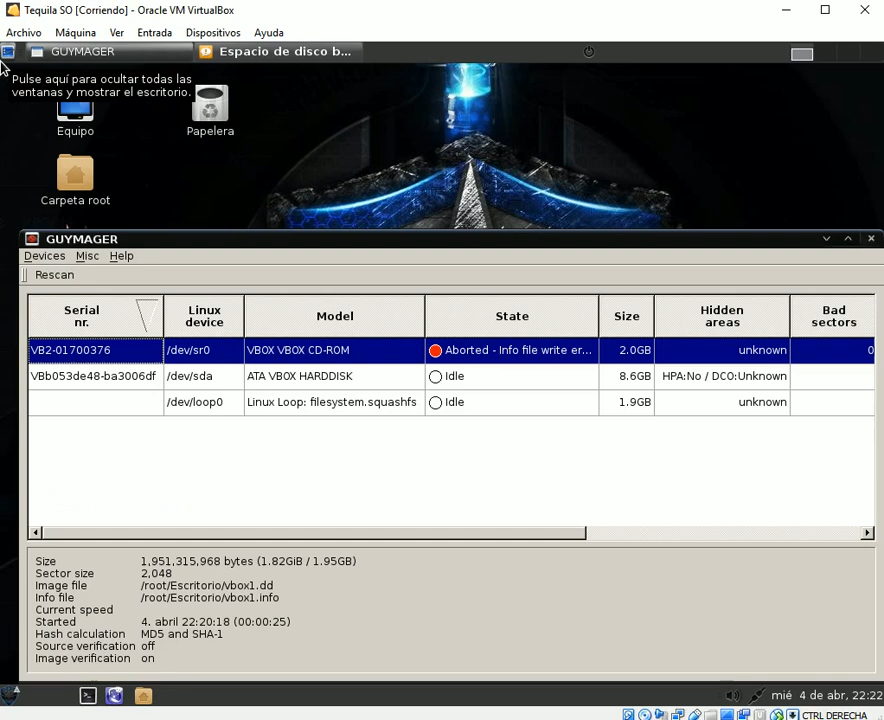 Tequila SO [Corriendo] - Oracle VM VirtualBox
Archivo Máquina Ver Entrada Dispositivos Ayuda
GUYMAGER Espacio de disco b...
Pulse aquí para ocultar todas las
ventanas y mostrar el escritorio.
Equipo Papelera
Carpeta root
GUYMAGER
Devices Misc Help
Rescan
Serial nr. Linux device Model State Size Hidden areas Bad sectors
VB2-01700376 /dev/sr0 VBOX VBOX CD-ROM Aborted - Info file write er... 2.0GB unknown 0
VBb053de48-ba3006df /dev/sda ATA VBOX HARDDISK Idle 8.6GB HPA:No / DCO:Unknown
/dev/loop0 Linux Loop: filesystem.squashfs Idle 1.9GB unknown
Size 1,951,315,968 bytes (1.82GiB / 1.95GB)
Sector size 2,048
Image file /root/Escritorio/vbox1.dd
Info file /root/Escritorio/vbox1.info
Current speed
Started 4. abril 22:20:18 (00:00:25)
Hash calculation MD5 and SHA-1
Source verification off
Image verification on
mié 4 de abr, 22:22
CTRL DERECHA